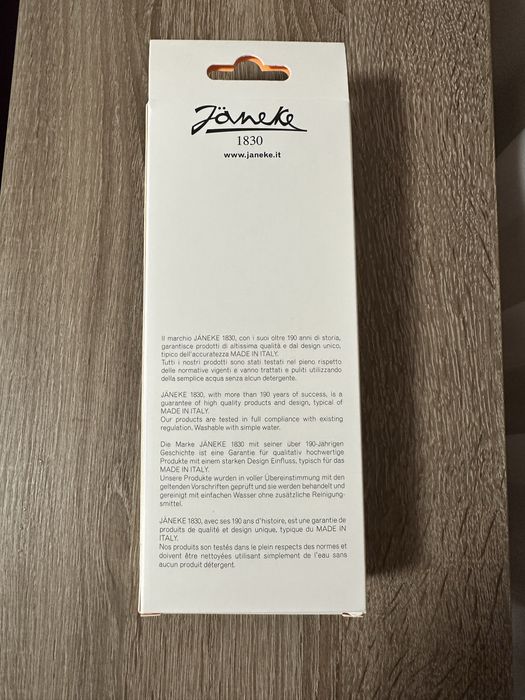 Jäneke
1830
www.janeke.it
Il marchio JÄNEKE 1830, con i suoi oltre 190 anni di storia,
garantisce prodotti di altissima qualità e dal design unico,
tipico dell'accuratezza MADE IN ITALY.
Tutti i nostri prodotti sono stati testati nel pieno rispetto
delle normative vigenti e vanno trattati e puliti utilizzando
della semplice acqua senza alcun detergente.
JÄNEKE 1830, with more than 190 years of success, is a
guarantee of high quality products and design, typical of
MADE IN ITALY.
Our products are tested in full compliance with existing
regulation. Washable with simple water.
Die Marke JÄNEKE 1830 mit seiner über 190-Jährigen
Geschichte ist eine Garantie für qualitativ hochwertige
Produkte mit einem starken Design Einfluss, typisch für das
MADE IN ITALY.
Unsere Produkte wurden in voller Übereinstimmung mit den
geltenden Vorschriften geprüft und sie werden behandelt und
gereinigt mit einfachen Wasser ohne zusätzliche Reinigung-
smittel.
JÄNEKE 1830, avec ses 190 ans d'histoire, est une garantie de
produits de qualité et design unique, typique du MADE IN
ITALY.
Nos produits son testés dans le plein respects des normes et
doivent être nettoyées utilisant simplement de l'eau sans
aucun produit détergent.